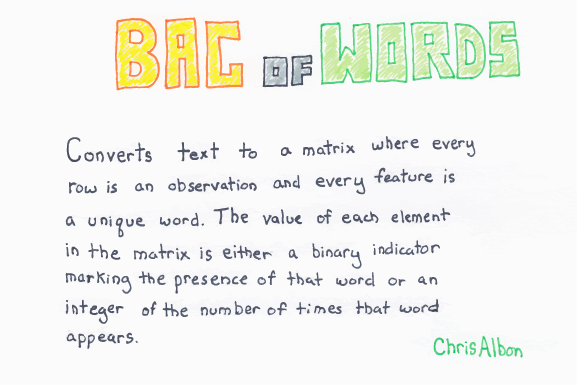 BAG OF WORDS
Converts text to a matrix where every
row is an observation and every feature is
a unique word. The value of each element
in the matrix is either a binary indicator
marking the presence of that word or an
integer of the number of times that word
appears.
Chris Albon